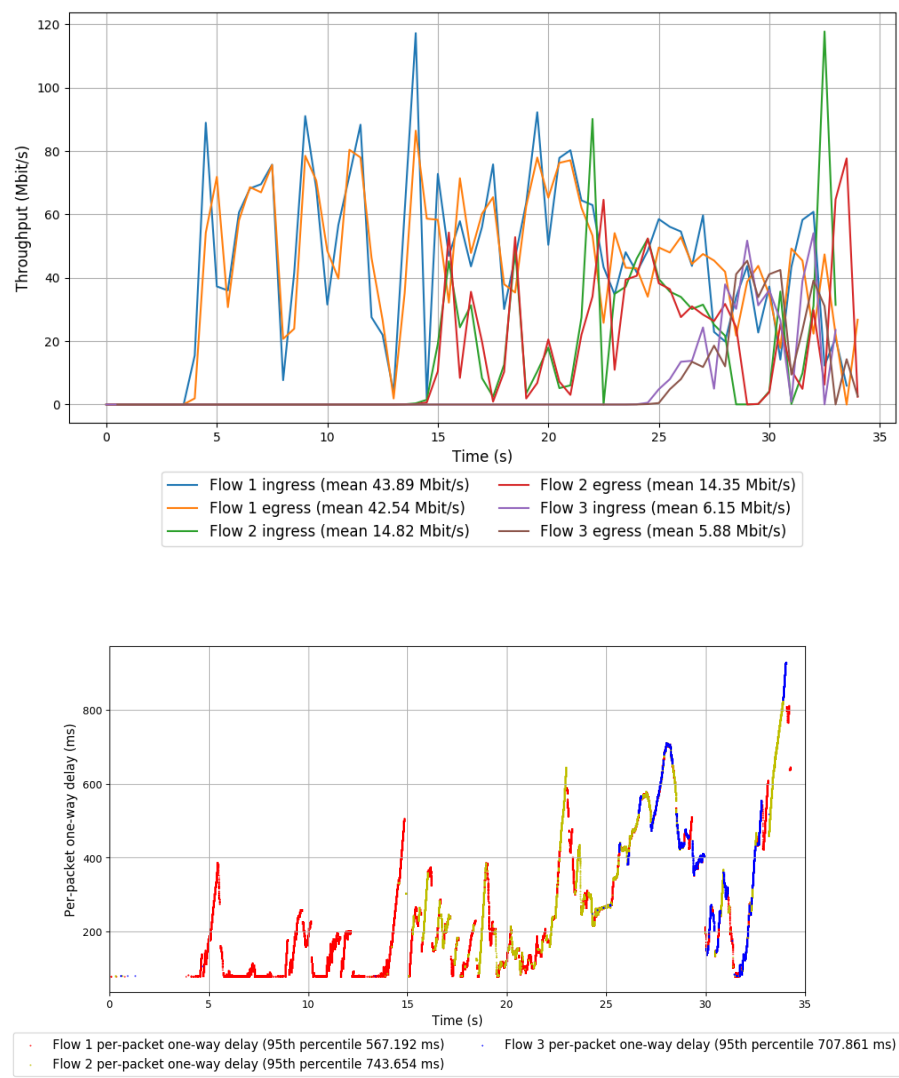 120
100
80
60
40
20
0
Throughput (Mbit/s)
0 5 10 15 20 25 30 35
Time (s)
Flow 1 ingress (mean 43.89 Mbit/s)
Flow 1 egress (mean 42.54 Mbit/s)
Flow 2 ingress (mean 14.82 Mbit/s)
Flow 2 egress (mean 14.35 Mbit/s)
Flow 3 ingress (mean 6.15 Mbit/s)
Flow 3 egress (mean 5.88 Mbit/s)
800
600
400
200
Per-packet one-way delay (ms)
0 5 10 15 20 25 30 35
Time (s)
Flow 1 per-packet one-way delay (95th percentile 567.192 ms)
Flow 2 per-packet one-way delay (95th percentile 743.654 ms)
Flow 3 per-packet one-way delay (95th percentile 707.861 ms)